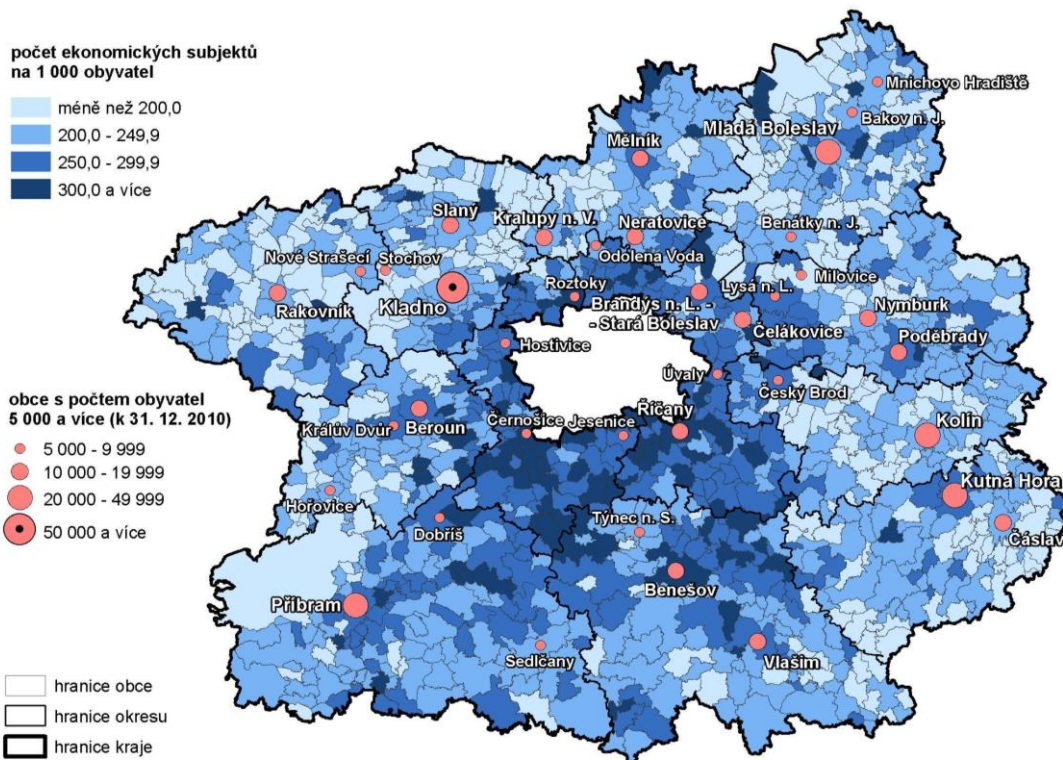 počet ekonomických subjektů
na 1 000 obyvatel
méně než 200,0
200,0 - 249,9
250,0 - 299,9
300,0 a více
Mnichovo Hradiště
Bakov n. J.
Mladá Boleslav
Mělník
Slaný
Kralupy n. V.
Neratovice
Benátky n. J.
Nové Strašecí
Stochov
Odolena Voda
Milovice
Roztoky
Lysá n. L.
Rakovník
Kladno
Brandýs n. L. -
- Stará Boleslav
Nymburk
Čelákovice
Poděbrady
Hostivice
Úvaly
Český Brod
obce s počtem obyvatel
5 000 a více (k 31. 12. 2010)
5 000 - 9 999
10 000 - 19 999
20 000 - 49 999
50 000 a více
Králův Dvůr
Beroun
Černošice
Jesenice
Říčany
Kolín
Hořovice
Kutná Hora
Čáslav
Dobříš
Týnec n. S.
Benešov
Příbram
Sedlčany
Vlašim
hranice obce
hranice okresu
hranice kraje